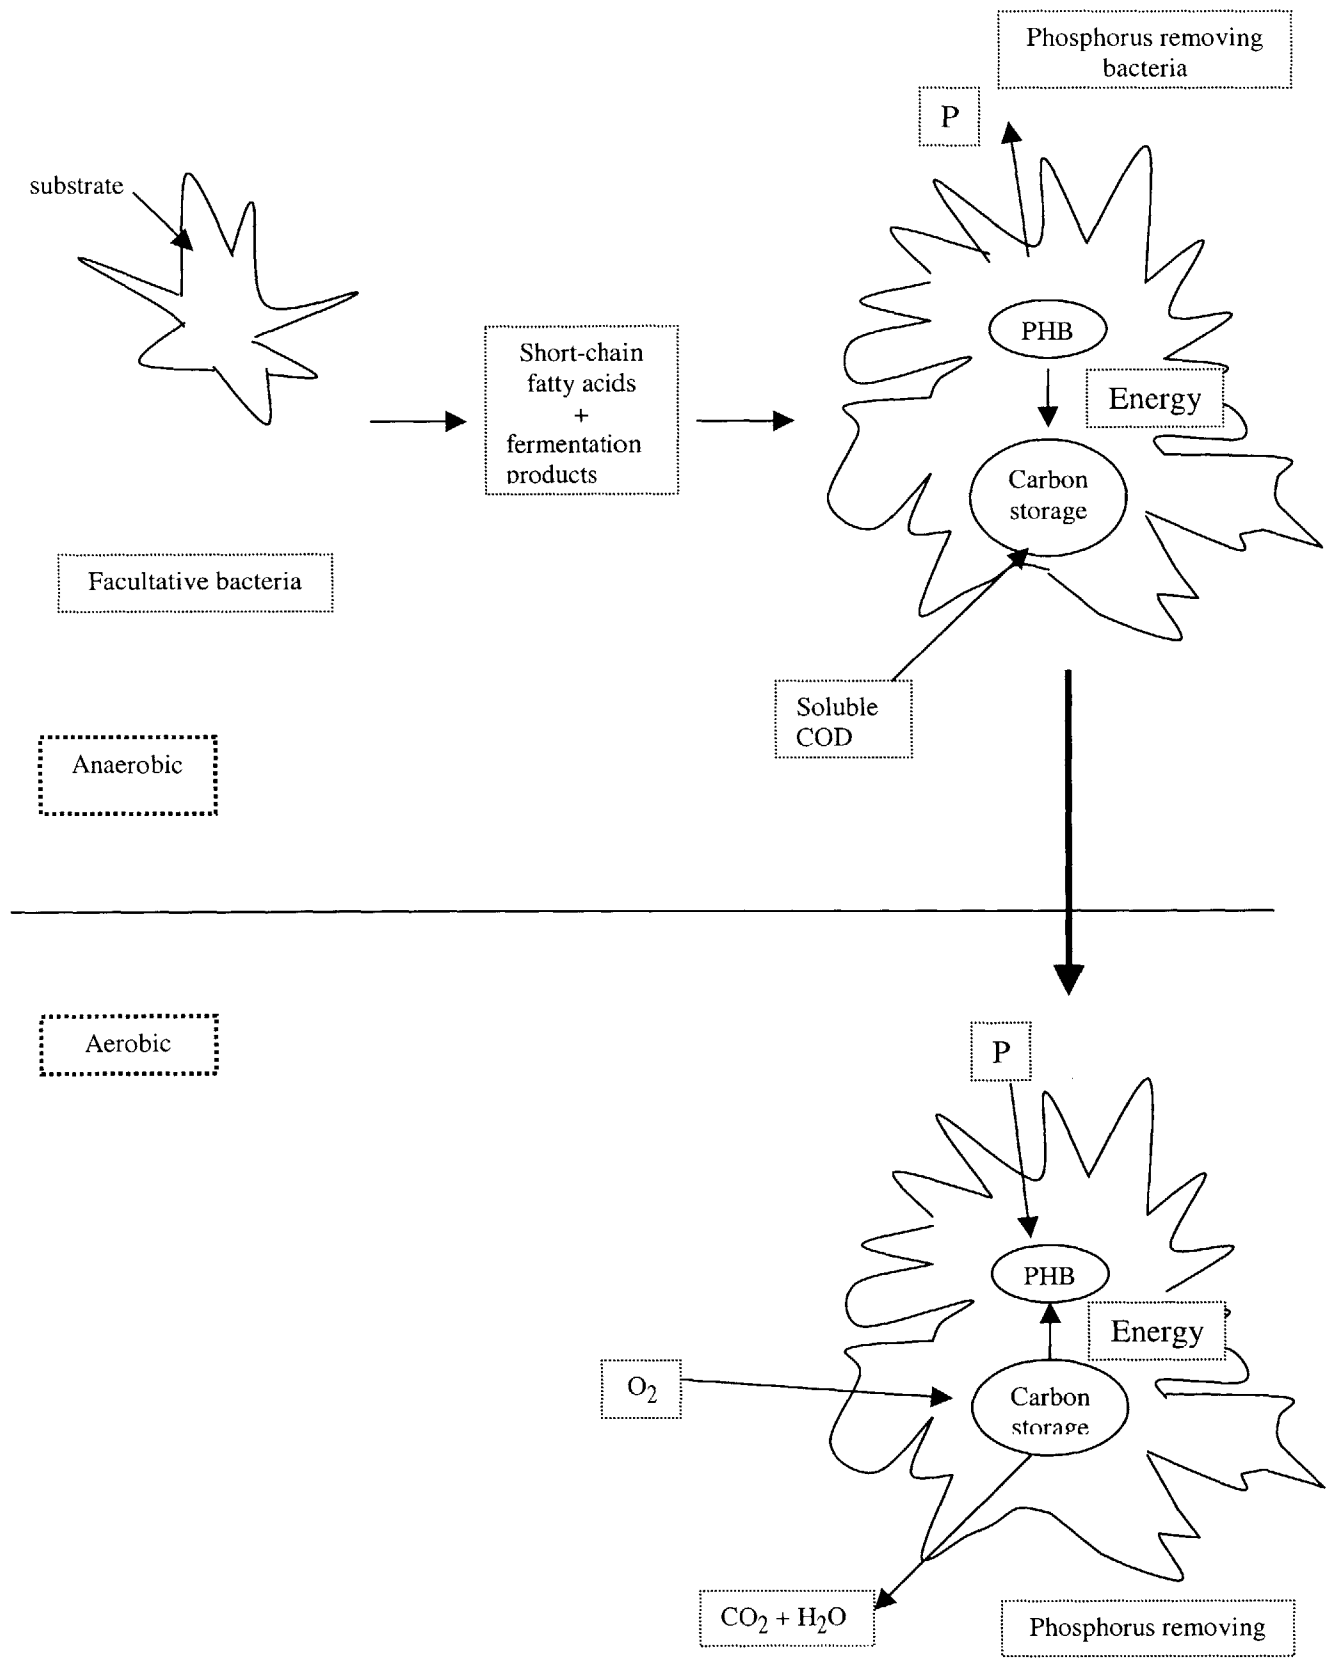 Phosphorus removing
bacteria
P
substrate
PHB
Short-chain
fatty acids
+
fermentation
products
Energy
Carbon
storage
Facultative bacteria
Soluble
COD
Anaerobic
Aerobic
P
PHB
Energy
O2
Carbon
storage
CO2 + H2O
Phosphorus removing